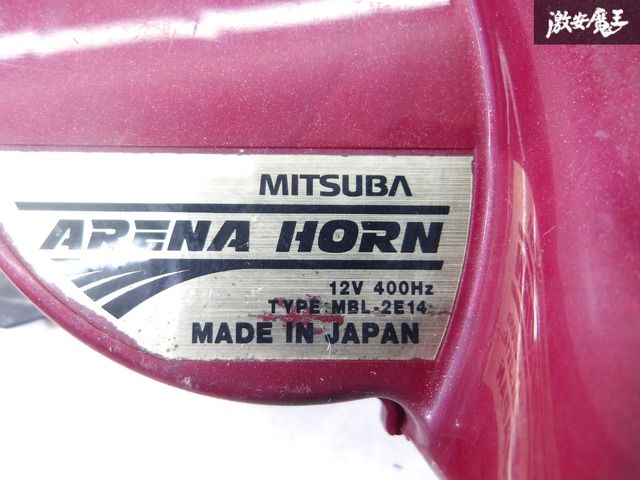 激安魔王
MITSUBA
ARENA HORN
12V 400Hz
TYPE MBL-2E14
MADE IN JAPAN